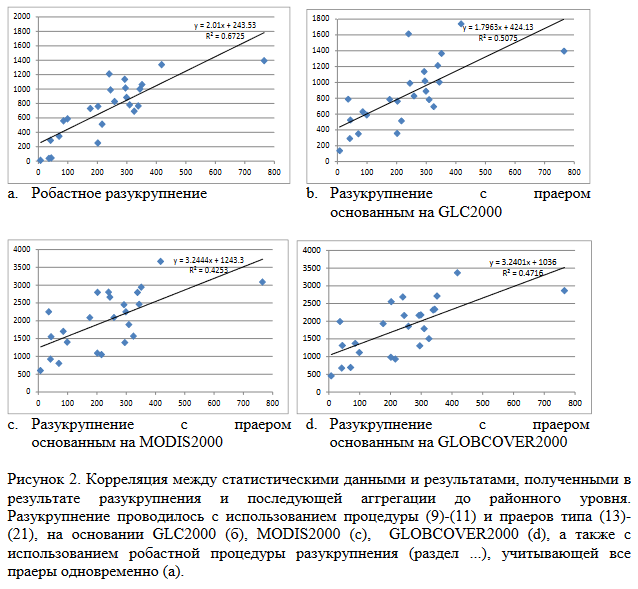 2000
1800
1600
1400
1200
1000
800
600
400
200
0
0 100 200 300 400 500 600 700 800
y = 2.01x + 243.53
R² = 0.6725
a. Робастное разукрупнение
1800
1600
1400
1200
1000
800
600
400
200
0
0 100 200 300 400 500 600 700 800
y = 1.7963x + 424.13
R² = 0.5075
b. Разукрупнение с праером
основанным на GLC2000
4000
3500
3000
2500
2000
1500
1000
500
0
0 100 200 300 400 500 600 700 800
y = 3.2444x + 1243.3
R² = 0.4253
c. Разукрупнение с праером
основанным на MODIS2000
4000
3500
3000
2500
2000
1500
1000
500
0
0 100 200 300 400 500 600 700 800
y = 3.2401x + 1036
R² = 0.4716
d. Разукрупнение с праером
основанным на GLOBCOVER2000
Рисунок 2. Корреляция между статистическими данными и результатами, полученными в
результате разукрупнения и последующей аггрегации до районного уровня.
Разукрупнение проводилось с использованием процедуры (9)-(11) и праеров типа (13)-
(21), на основании GLC2000 (б), MODIS2000 (c), GLOBCOVER2000 (d), а также с
использованием робастной процедуры разукрупнения (раздел ...), учитывающей все
праеры одновременно (a).